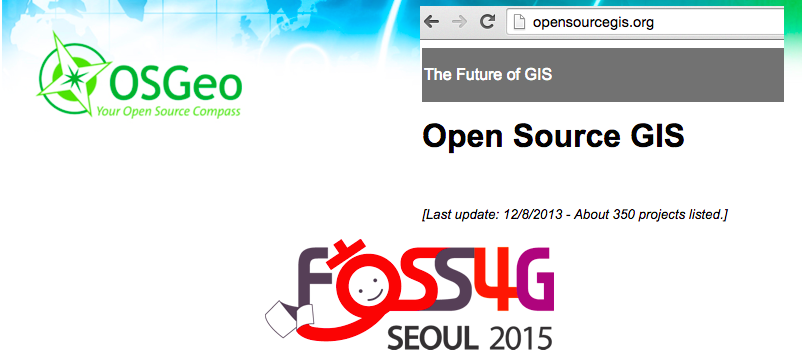 OSGeo
Your Open Source Compass
opensourcegis.org
The Future of GIS
Open Source GIS
[Last update: 12/8/2013 - About 350 projects listed.]
FOSS4G
SEOUL 2015